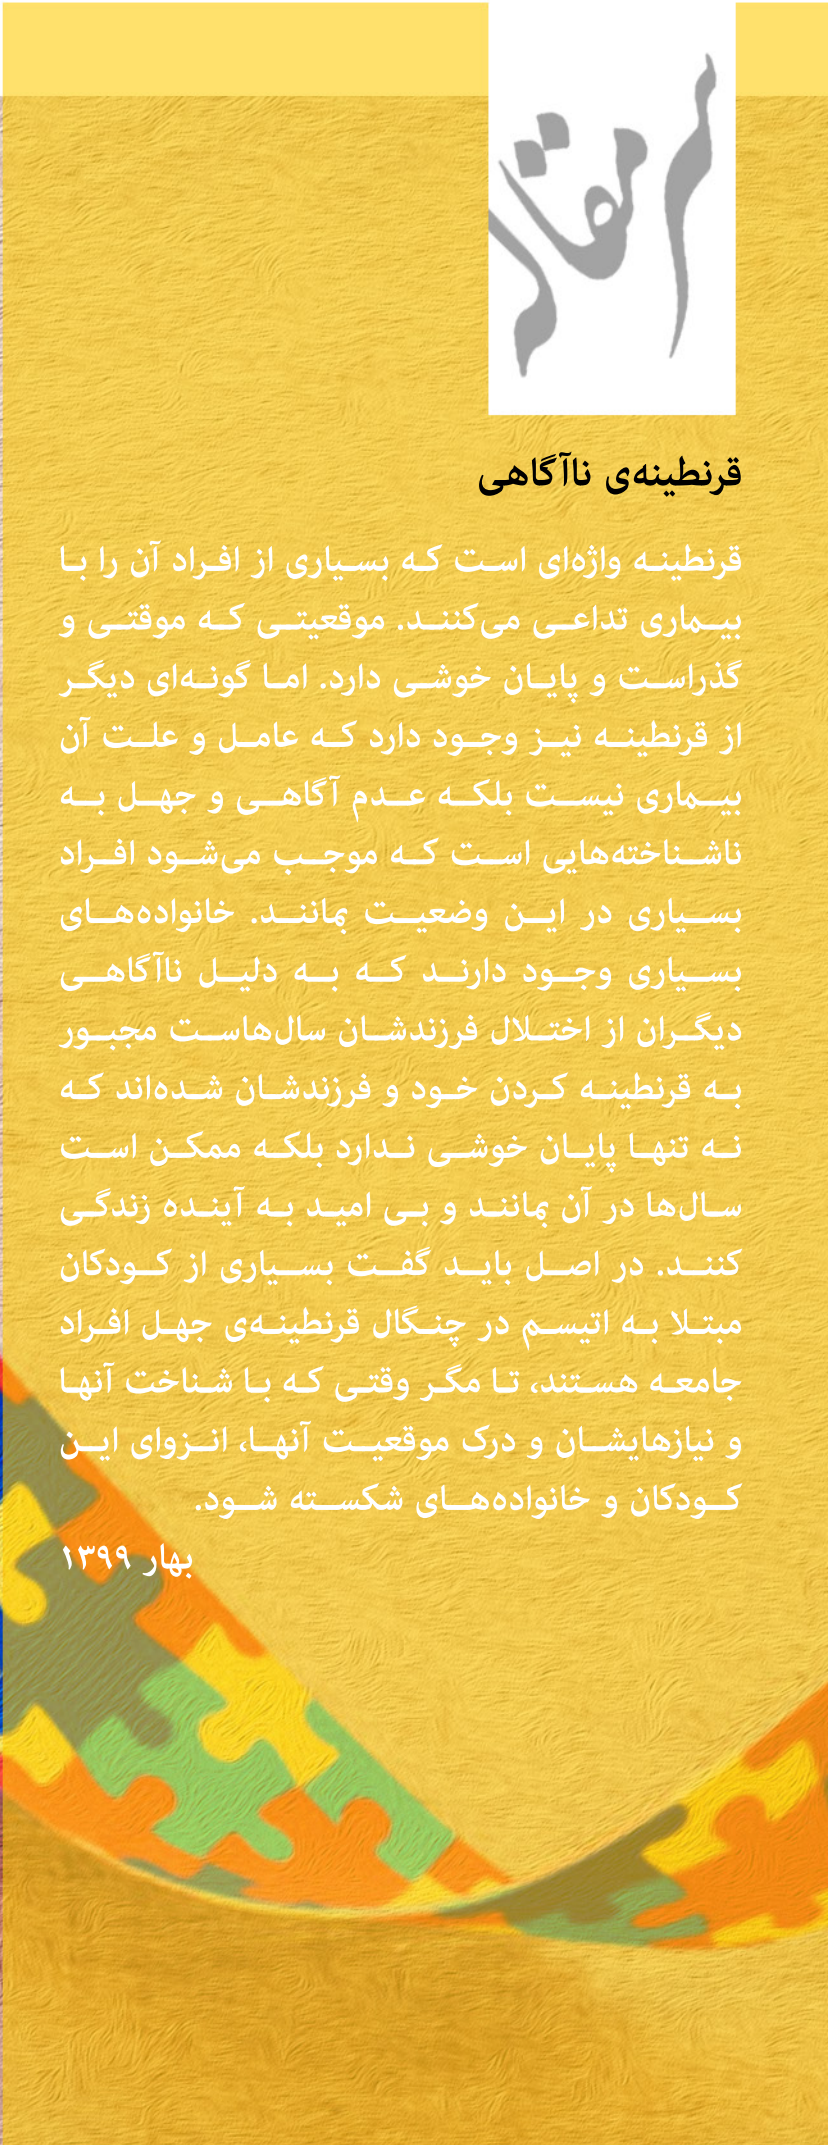 سرمقاله
قرنطینه‌ی ناآگاهی
قرنطینه واژه‌ای است که بسیاری از افراد آن را با
بیماری تداعی می‌کنند. موقعیتی که موقتی و
گذراست و پایان خوشی دارد. اما گونه‌ای دیگر
از قرنطینه نیز وجود دارد که عامل و علت آن
بیماری نیست بلکه عدم آگاهی و جهل به
ناشناخته‌هایی است که موجب می‌شود افراد
بسیاری در این وضعیت بمانند. خانواده‌های
بسیاری وجود دارند که به دلیل ناآگاهی
دیگران از اختلال فرزندشان سال‌هاست مجبور
به قرنطینه کردن خود و فرزندشان شده‌اند که
نه تنها پایان خوشی ندارد بلکه ممکن است
سال‌ها در آن بمانند و بی امید به آینده زندگی
کنند. در اصل باید گفت بسیاری از کودکان
مبتلا به اتیسم در چنگال قرنطینه‌ی جهل افراد
جامعه هستند، تا مگر وقتی که با شناخت آنها
و نیازهایشان و درک موقعیت آنها، انزوای این
کودکان و خانواده‌های شکسته شود.
بهار ۱۳۹۹